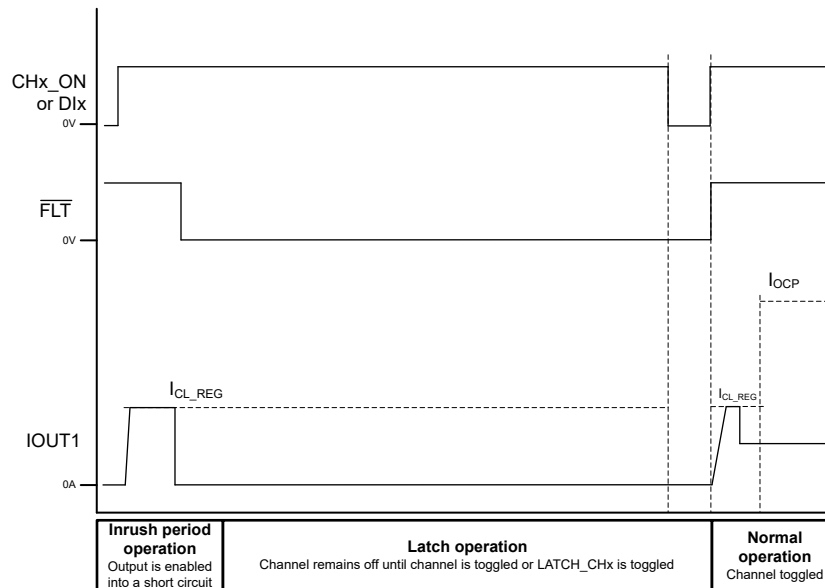 CHx_ON
or DIx
0V
FLT
0V
IOCP
ICL_REG
ICL_REG
IOUT1
0A
Inrush period
operation
Output is enabled
into a short circuit
Latch operation
Channel remains off until channel is toggled or LATCH_CHx is toggled
Normal
operation
Channel toggled